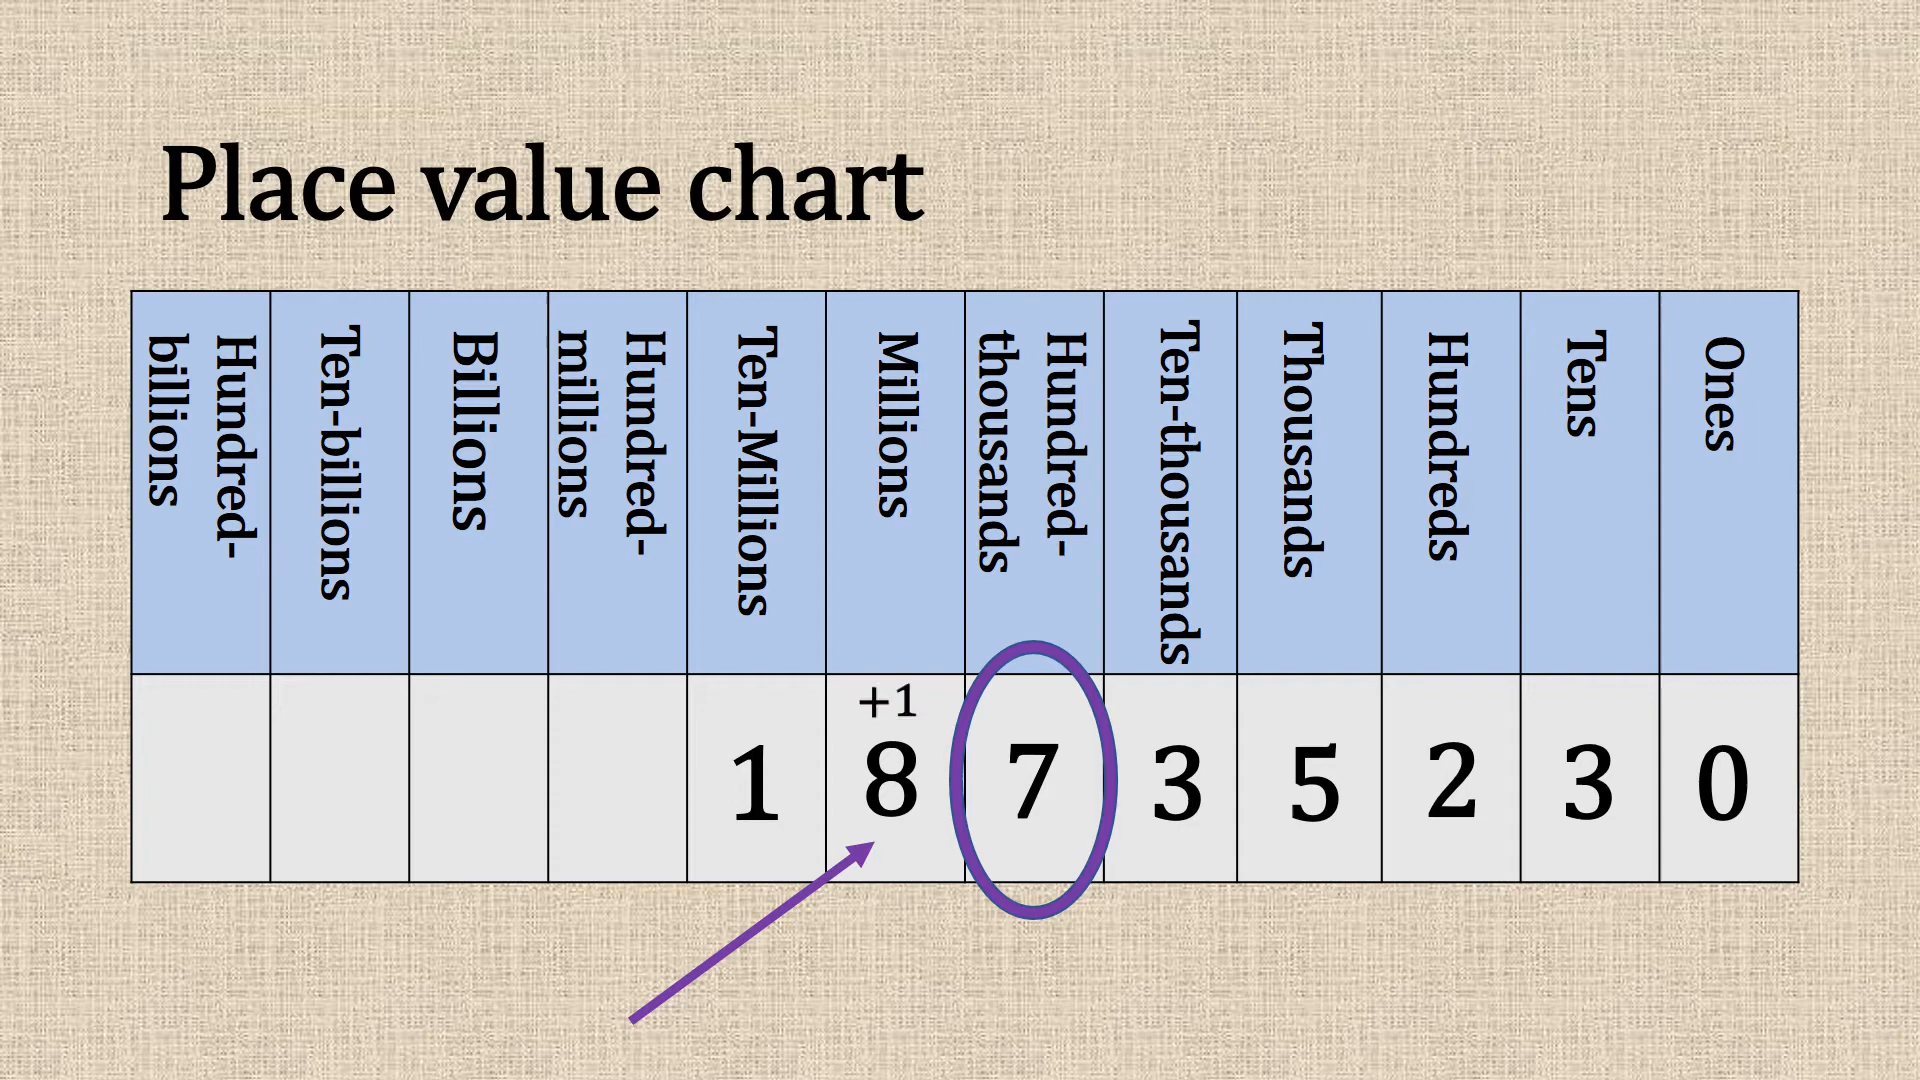 Place value chart
Hundred-
billions
Ten-billions
Billions
Hundred-
millions
Ten-Millions
Millions
Hundred-
thousands
Ten-thousands
Thousands
Hundreds
Tens
Ones
+1
1 8 7 3 5 2 3 0